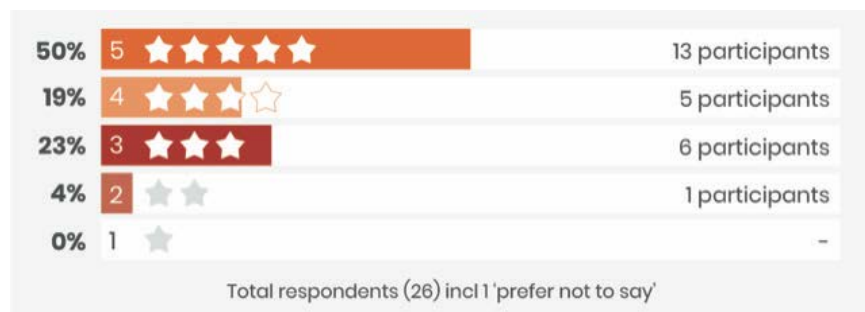 50% 5 13 participants
19% 4 5 participants
23% 3 6 participants
4% 2 1 participants
0% 1 -
Total respondents (26) incl 1 'prefer not to say'